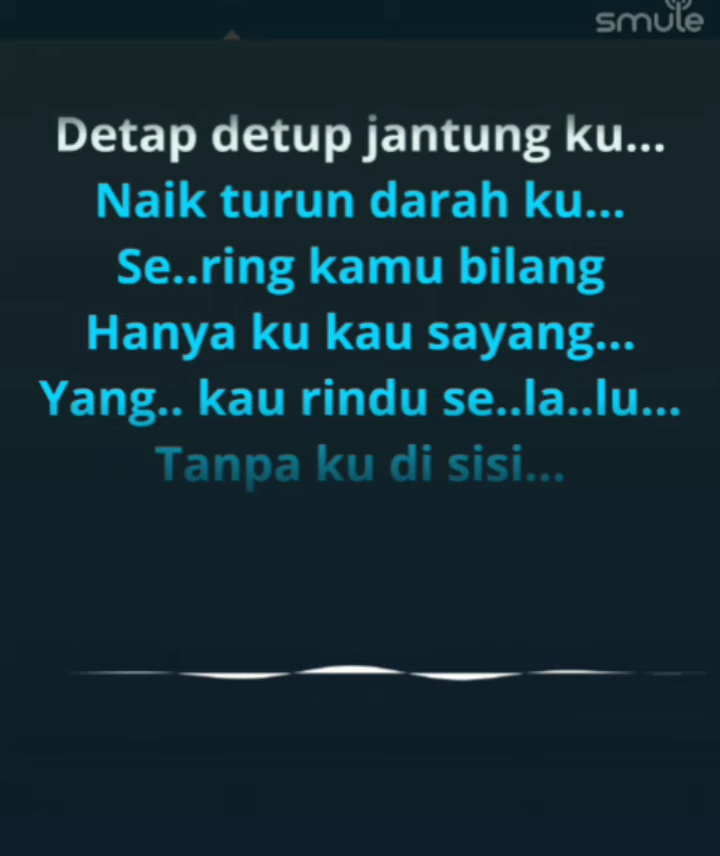 smule
Detap detup jantung ku...
Naik turun darah ku...
Se..ring kamu bilang
Hanya ku kau sayang...
Yang.. kau rindu se..la..lu...
Tanpa ku di sisi...